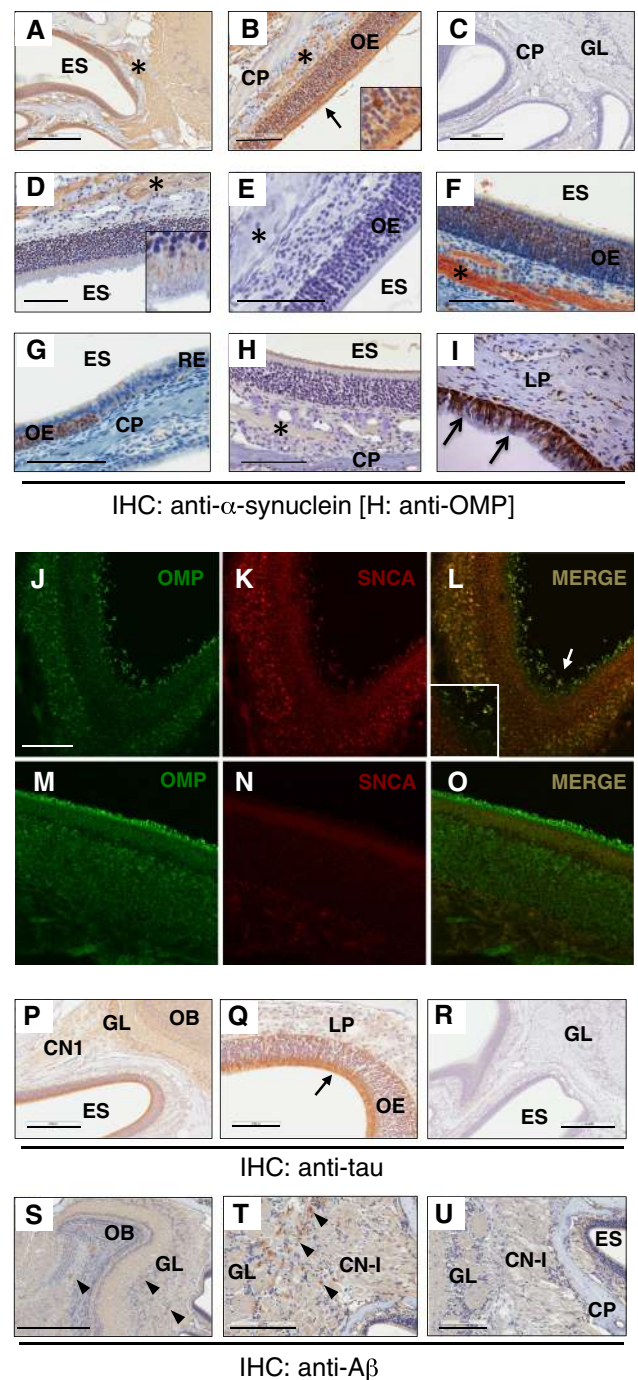 A ES *
B CP * OE
C CP GL
D * ES
E * OE ES
F ES OE *
G ES RE OE CP
H ES * CP
I LP
IHC: anti-α-synuclein [H: anti-OMP]
J OMP
K SNCA
L MERGE
M OMP
N SNCA
O MERGE
P GL OB CN1 ES
Q LP OE
R GL ES
IHC: anti-tau
S OB GL
T GL CN-I
U ES GL CN-I CP
IHC: anti-Aβ